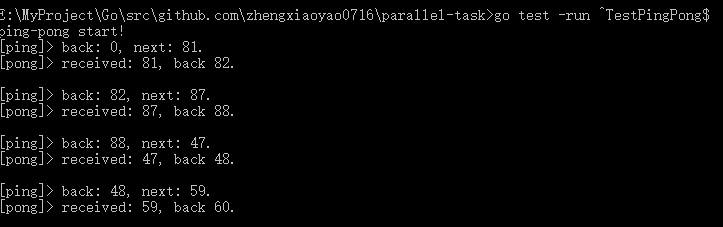 E:\MyProject\Go\src\github.com\zhengxiaoyao0716\parallel-task>go test -run ^TestPingPong$
ping-pong start!
[ping]> back: 0, next: 81.
[pong]> received: 81, back 82.
[ping]> back: 82, next: 87.
[pong]> received: 87, back 88.
[ping]> back: 88, next: 47.
[pong]> received: 47, back 48.
[ping]> back: 48, next: 59.
[pong]> received: 59, back 60.